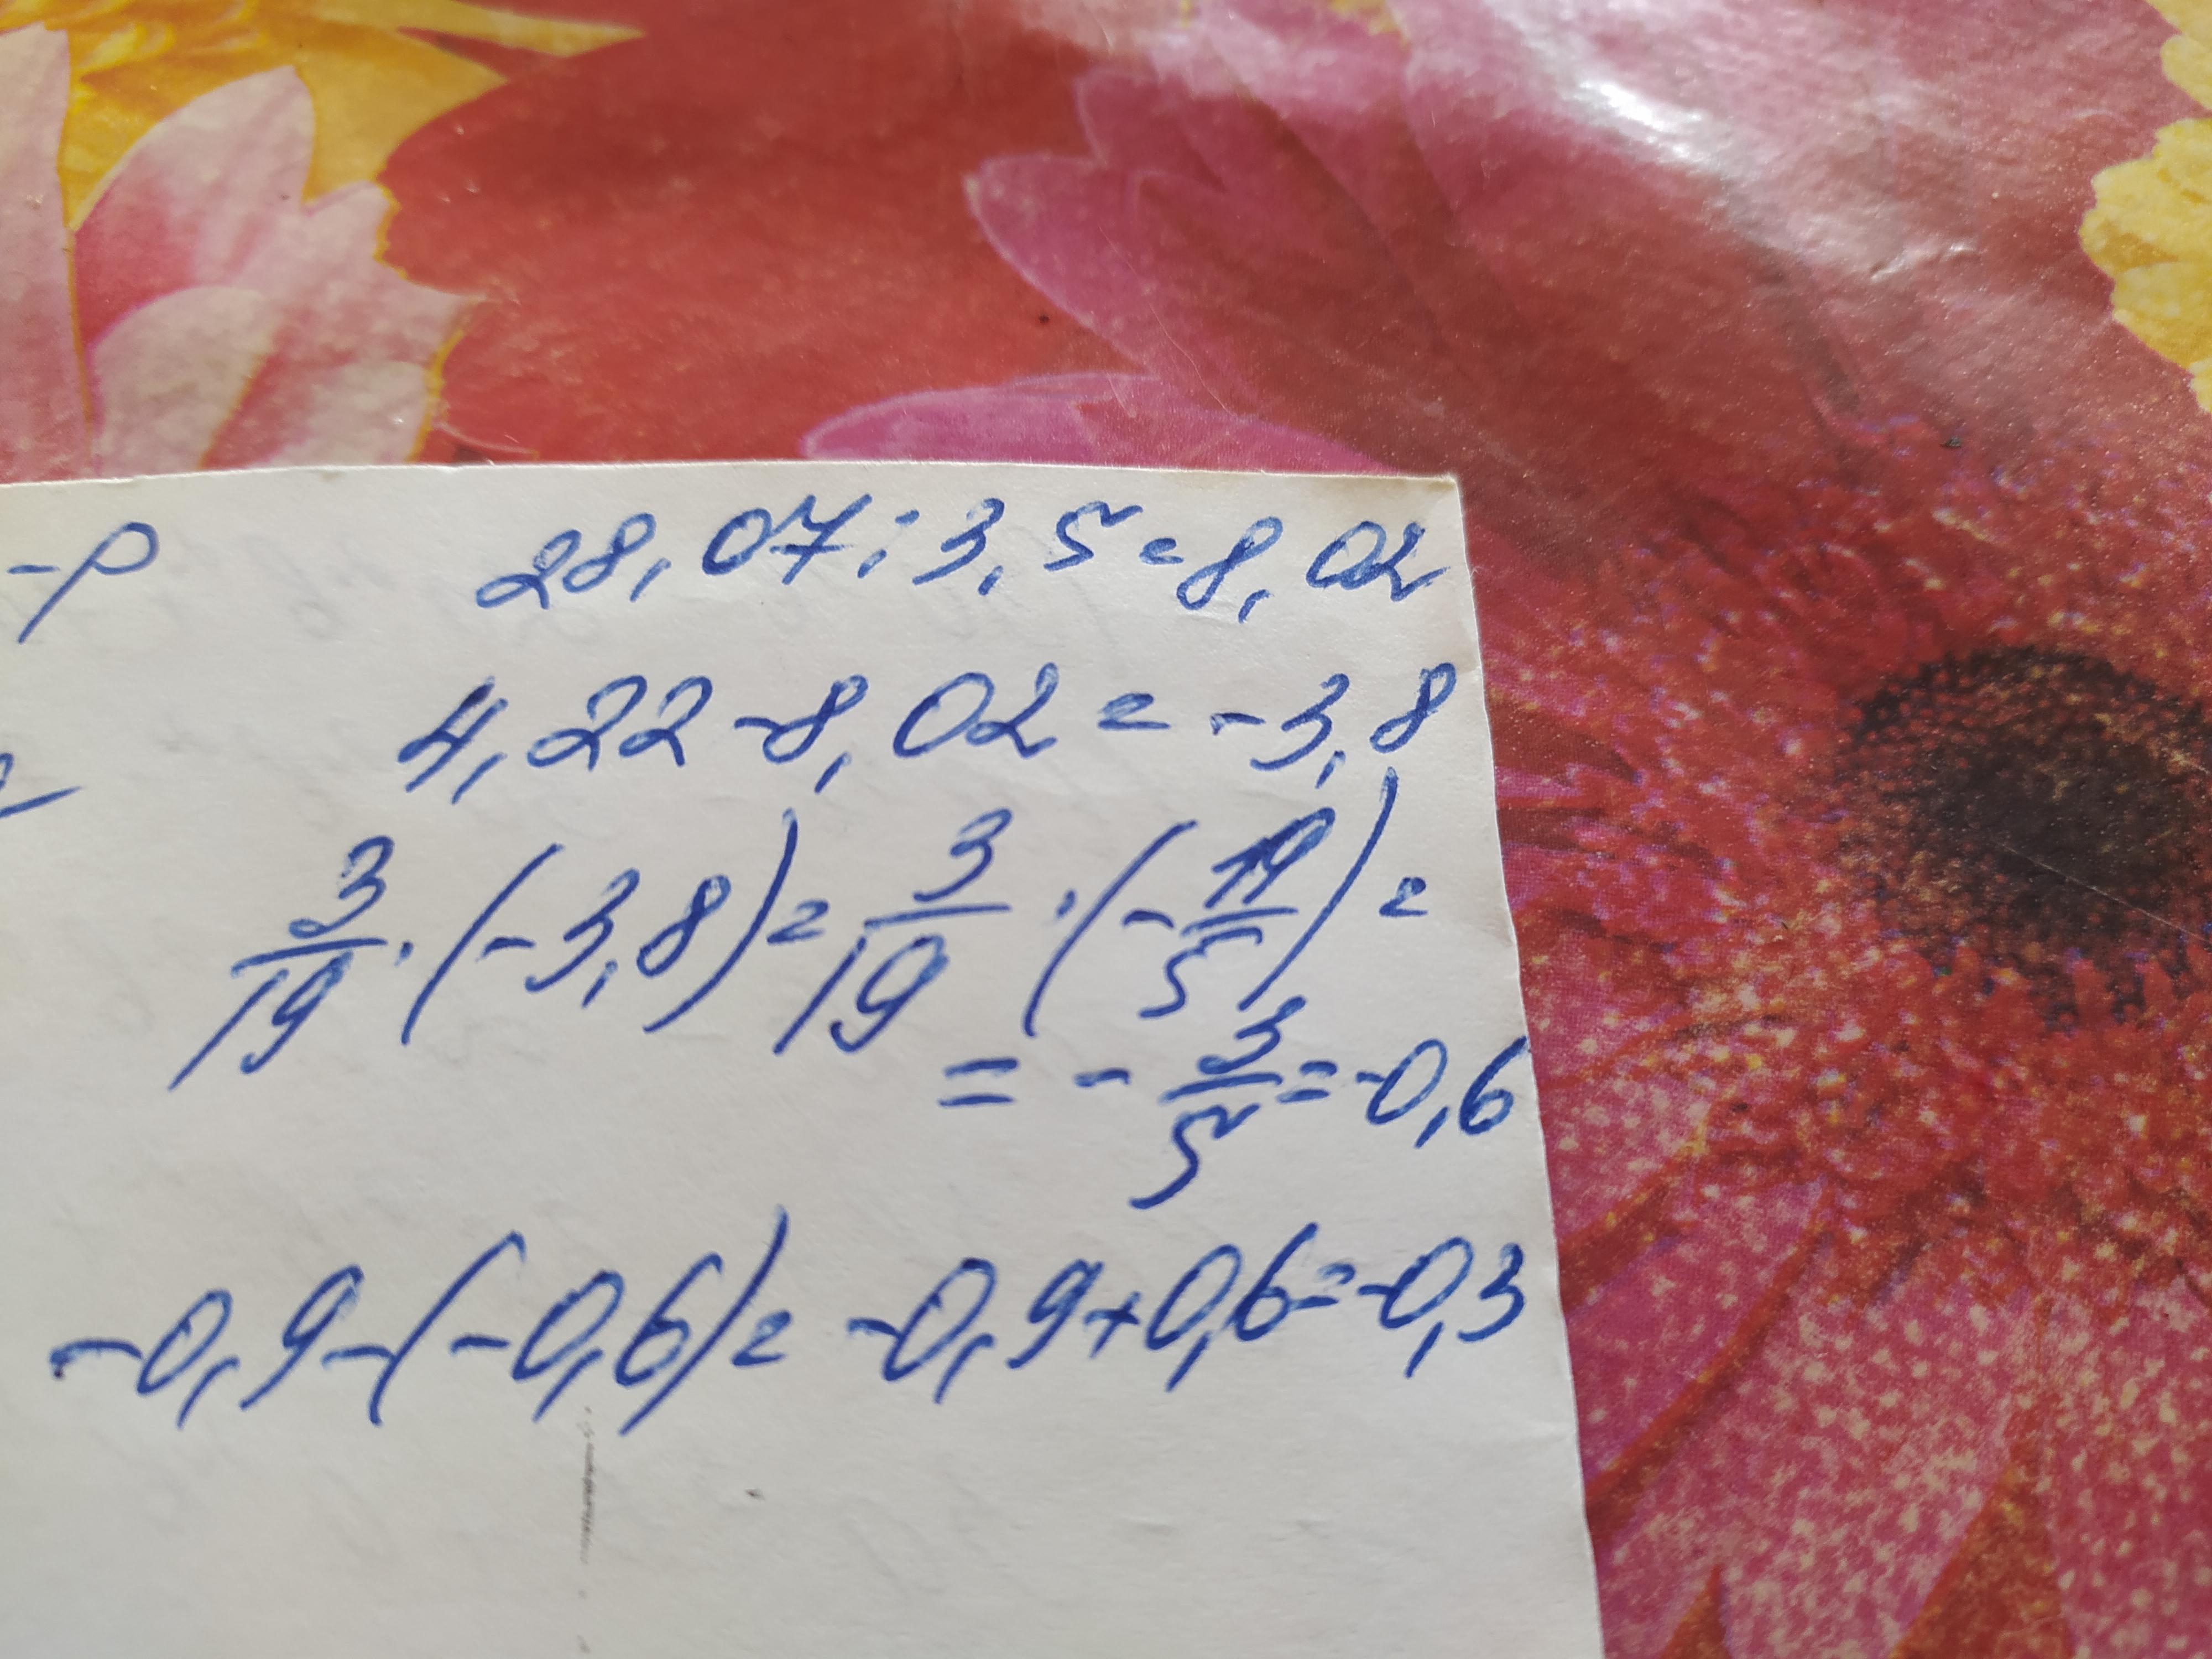 -р 28,07:3,5=8,02
4,22-8,02=-3,8
3/19·(-3,8)=3/19·(-19/5)=
=-3/5=-0,6
-0,9-(-0,6)=-0,9+0,6=-0,3